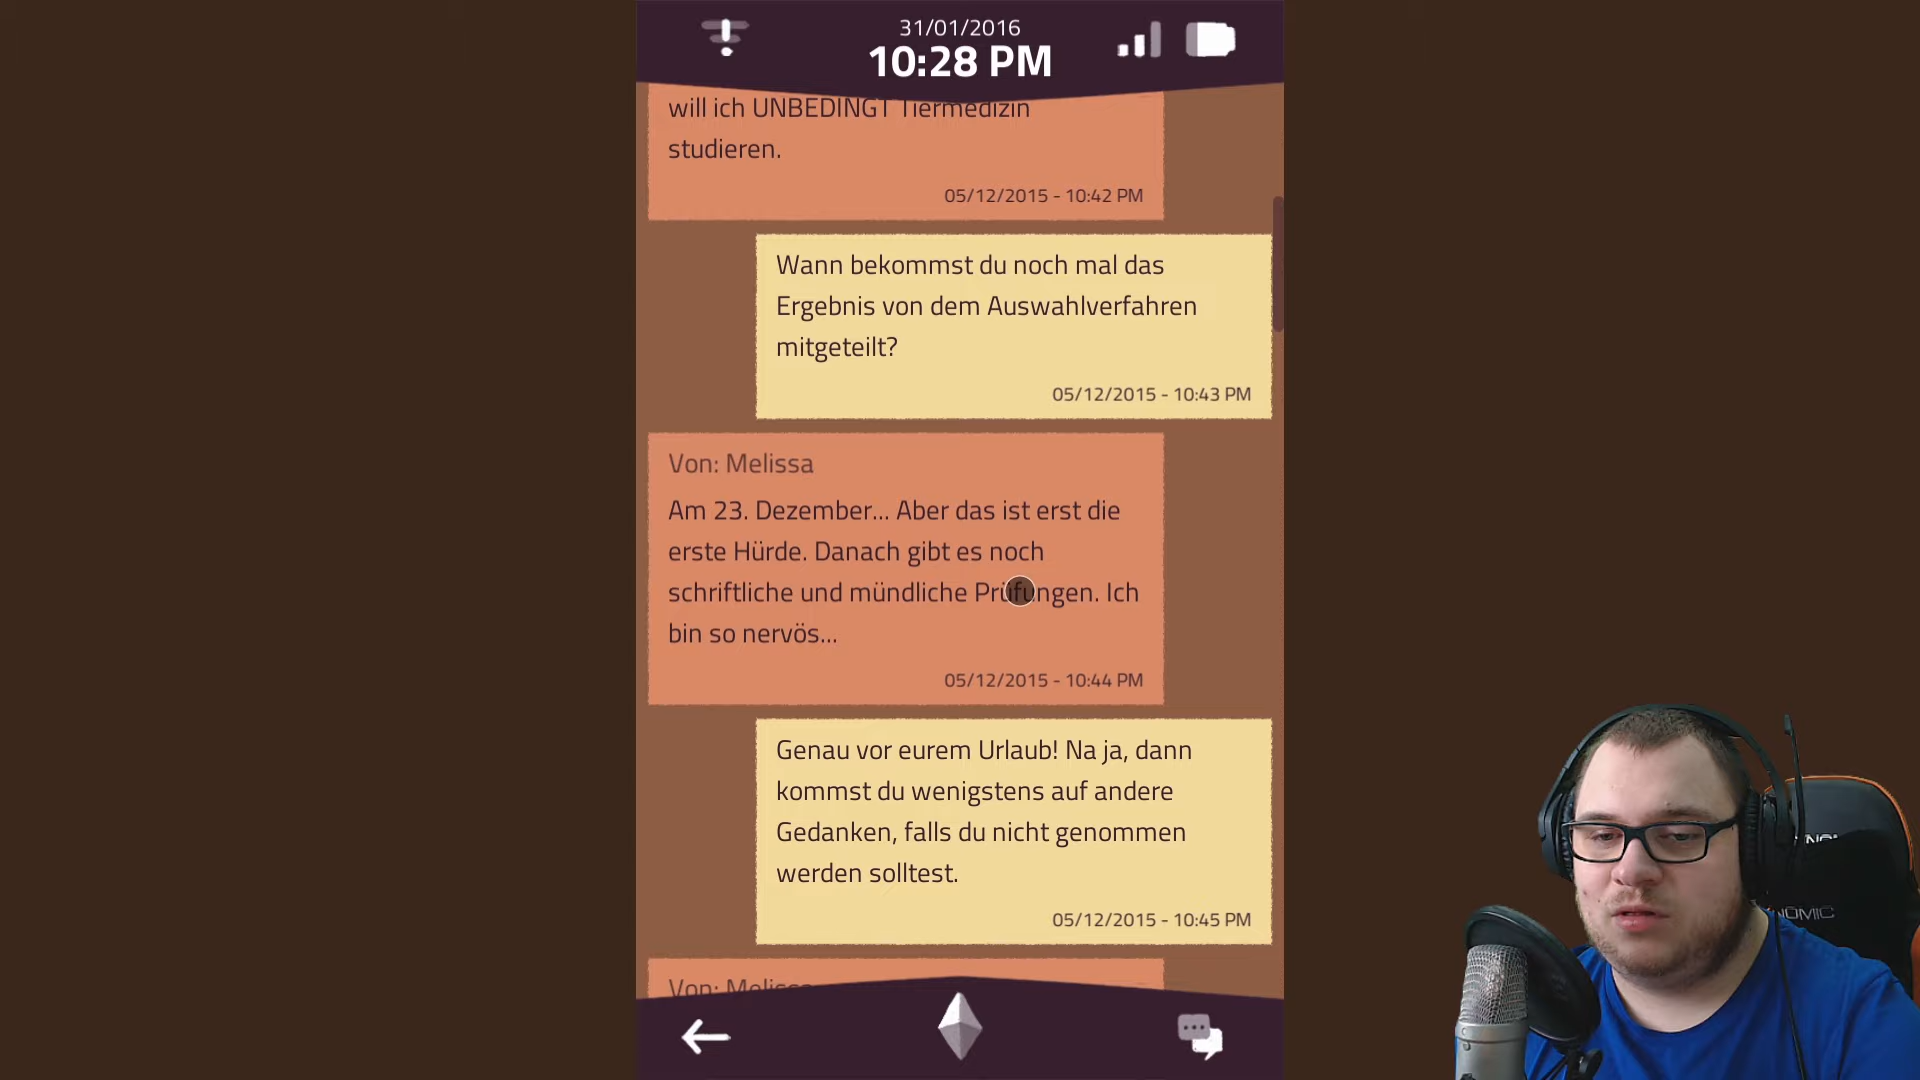 31/01/2016
10:28 PM
will ich UNBEDINGT Tiermedizin
studieren.
05/12/2015 - 10:42 PM
Wann bekommst du noch mal das
Ergebnis von dem Auswahlverfahren
mitgeteilt?
05/12/2015 - 10:43 PM
Von: Melissa
Am 23. Dezember... Aber das ist erst die
erste Hürde. Danach gibt es noch
schriftliche und mündliche Prüfungen. Ich
bin so nervös...
05/12/2015 - 10:44 PM
Genau vor eurem Urlaub! Na ja, dann
kommst du wenigstens auf andere
Gedanken, falls du nicht genommen
werden solltest.
05/12/2015 - 10:45 PM
Von: Melissa